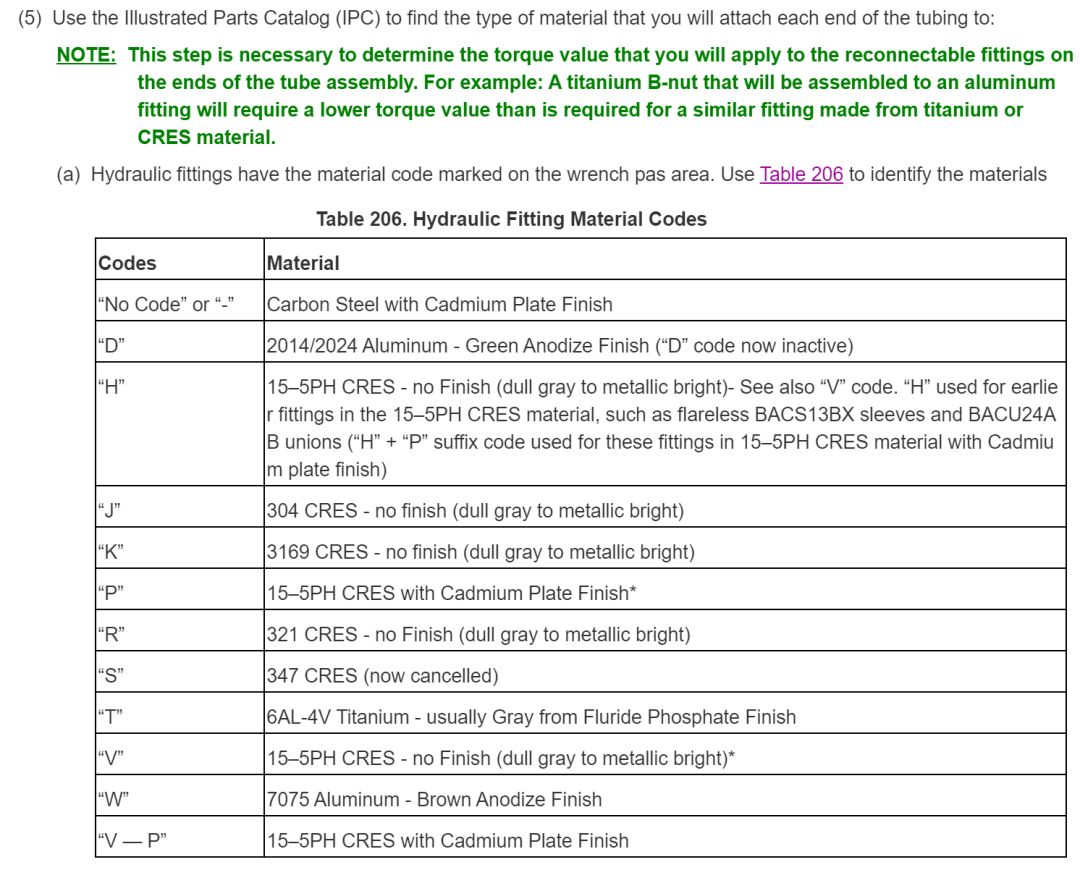 (5) Use the Illustrated Parts Catalog (IPC) to find the type of material that you will attach each end of the tubing to:
NOTE: This step is necessary to determine the torque value that you will apply to the reconnectable fittings on
the ends of the tube assembly. For example: A titanium B-nut that will be assembled to an aluminum
fitting will require a lower torque value than is required for a similar fitting made from titanium or
CRES material.
(a) Hydraulic fittings have the material code marked on the wrench pas area. Use Table 206 to identify the materials
Table 206. Hydraulic Fitting Material Codes
Codes Material
“No Code” or “-” Carbon Steel with Cadmium Plate Finish
“D” 2014/2024 Aluminum - Green Anodize Finish (“D” code now inactive)
“H” 15–5PH CRES - no Finish (dull gray to metallic bright)- See also “V” code. “H” used for earlie
r fittings in the 15–5PH CRES material, such as flareless BACS13BX sleeves and BACU24A
B unions (“H” + “P” suffix code used for these fittings in 15–5PH CRES material with Cadmiu
m plate finish)
“J” 304 CRES - no finish (dull gray to metallic bright)
“K” 3169 CRES - no finish (dull gray to metallic bright)
“P” 15–5PH CRES with Cadmium Plate Finish*
“R” 321 CRES - no Finish (dull gray to metallic bright)
“S” 347 CRES (now cancelled)
“T” 6AL-4V Titanium - usually Gray from Fluride Phosphate Finish
“V” 15–5PH CRES - no Finish (dull gray to metallic bright)*
“W” 7075 Aluminum - Brown Anodize Finish
“V — P” 15–5PH CRES with Cadmium Plate Finish